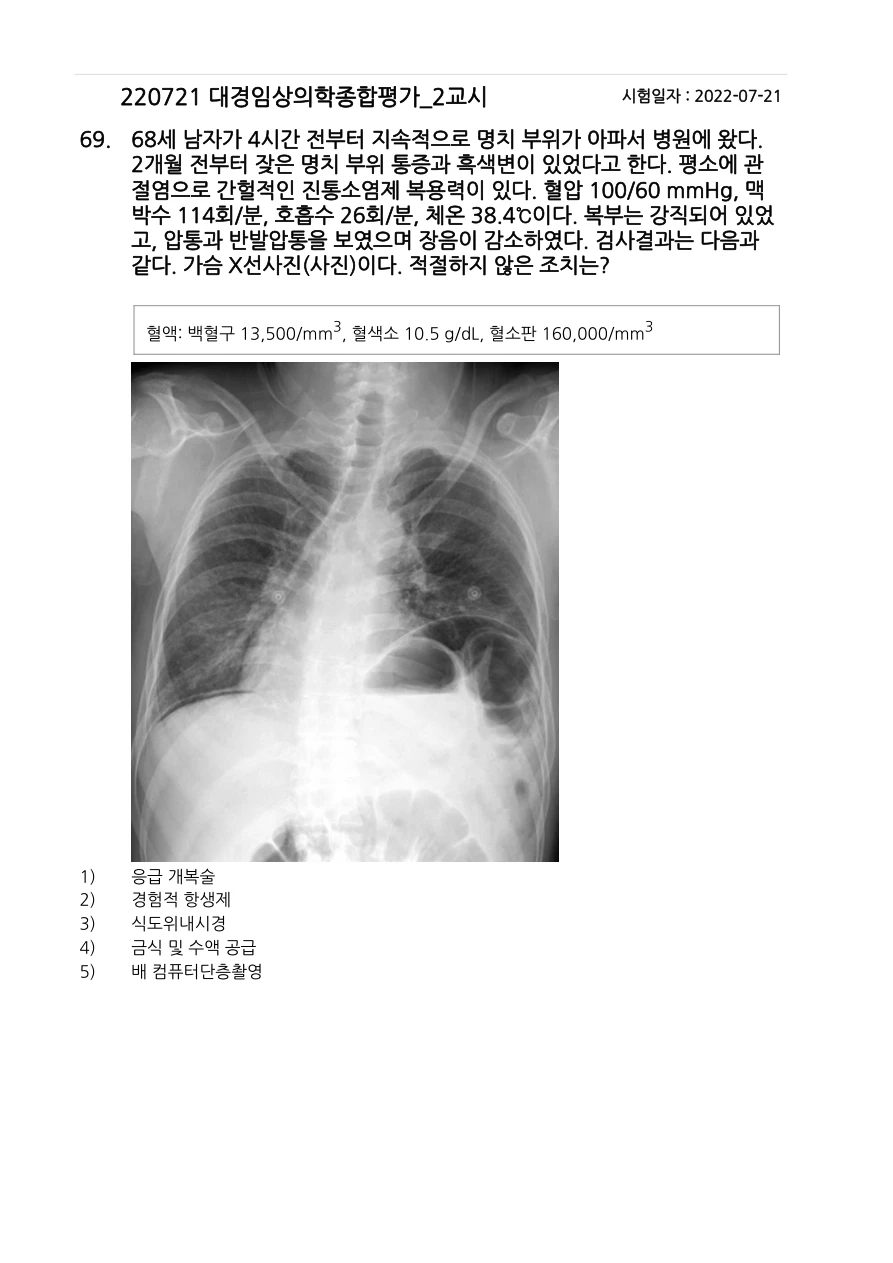 220721 대경임상의학종합평가_2교시 시험일자 : 2022-07-21
69. 68세 남자가 4시간 전부터 지속적으로 명치 부위가 아파서 병원에 왔다.
2개월 전부터 잦은 명치 부위 통증과 흑색변이 있었다고 한다. 평소에 관
절염으로 간헐적인 진통소염제 복용력이 있다. 혈압 100/60 mmHg, 맥
박수 114회/분, 호흡수 26회/분, 체온 38.4℃이다. 복부는 강직되어 있었
고, 압통과 반발압통을 보였으며 장음이 감소하였다. 검사결과는 다음과
같다. 가슴 X선사진(사진)이다. 적절하지 않은 조치는?
혈액: 백혈구 13,500/mm³, 혈색소 10.5 g/dL, 혈소판 160,000/mm³
1) 응급 개복술
2) 경험적 항생제
3) 식도위내시경
4) 금식 및 수액 공급
5) 배 컴퓨터단층촬영